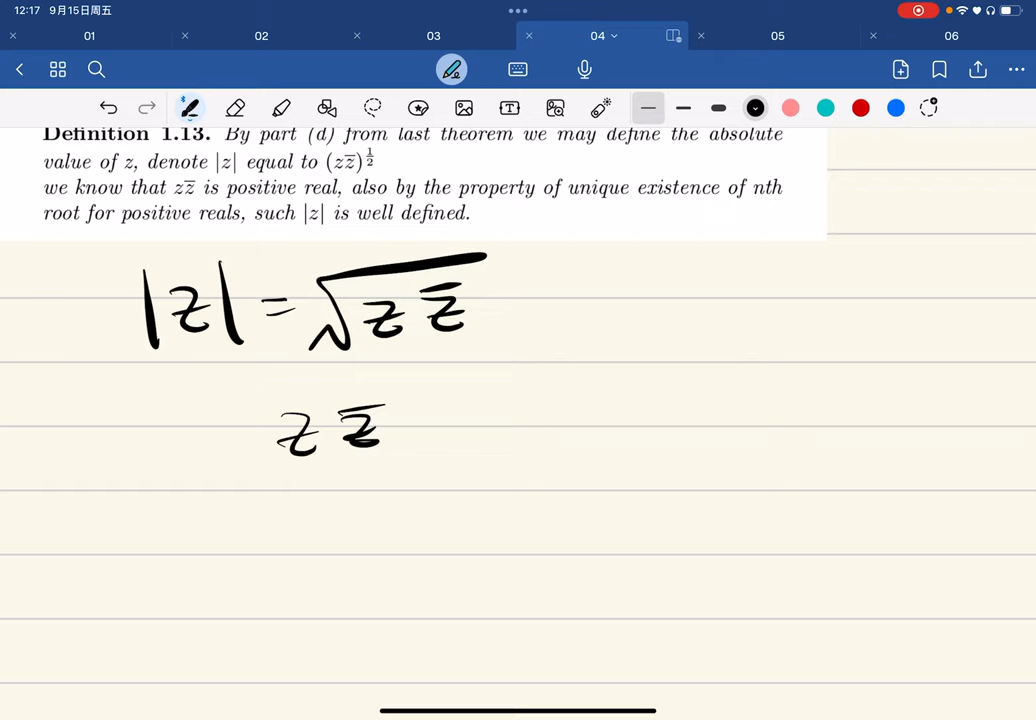 12:17 9月15日周五
01 02 03 04 05 06
Definition 1.13. By part (d) from last theorem we may define the absolute
value of z, denote |z| equal to (zz̅)^{1/2}
we know that zz̅ is positive real, also by the property of unique existence of nth
root for positive reals, such |z| is well defined.
|z| = √(z z̅)
z z̅